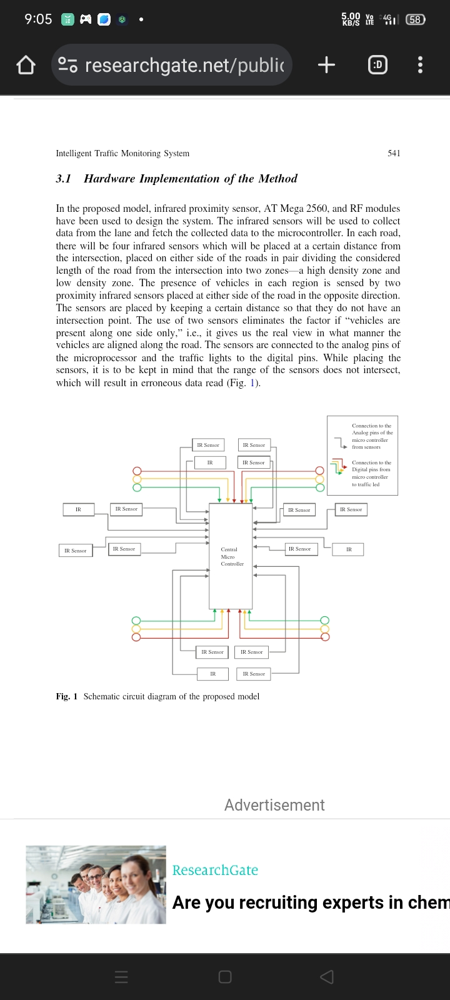 9:05
5.00 KB/S Vo LTE 4G 58
researchgate.net/public
:D
Intelligent Traffic Monitoring System 541
3.1 Hardware Implementation of the Method
In the proposed model, infrared proximity sensor, AT Mega 2560, and RF modules
have been used to design the system. The infrared sensors will be used to collect
data from the lane and fetch the collected data to the microcontroller. In each road,
there will be four infrared sensors which will be placed at a certain distance from
the intersection, placed on either side of the roads in pair dividing the considered
length of the road from the intersection into two zones—a high density zone and
low density zone. The presence of vehicles in each region is sensed by two
proximity infrared sensors placed at either side of the road in the opposite direction.
The sensors are placed by keeping a certain distance so that they do not have an
intersection point. The use of two sensors eliminates the factor if “vehicles are
present along one side only,” i.e., it gives us the real view in what manner the
vehicles are aligned along the road. The sensors are connected to the analog pins of
the microprocessor and the traffic lights to the digital pins. While placing the
sensors, it is to be kept in mind that the range of the sensors does not intersect,
which will result in erroneous data read (Fig. 1).
Connection to the
Analog pins of the
micro controller
from sensors
Connection to the
Digital pins from
micro controller
to traffic led
IR Sensor IR Sensor
IR IR Sensor
IR IR Sensor IR Sensor IR Sensor
IR Sensor IR Sensor IR Sensor IR
Central
Micro
Controller
IR Sensor IR Sensor
IR IR Sensor
Fig. 1 Schematic circuit diagram of the proposed model
Advertisement
ResearchGate
Are you recruiting experts in chem